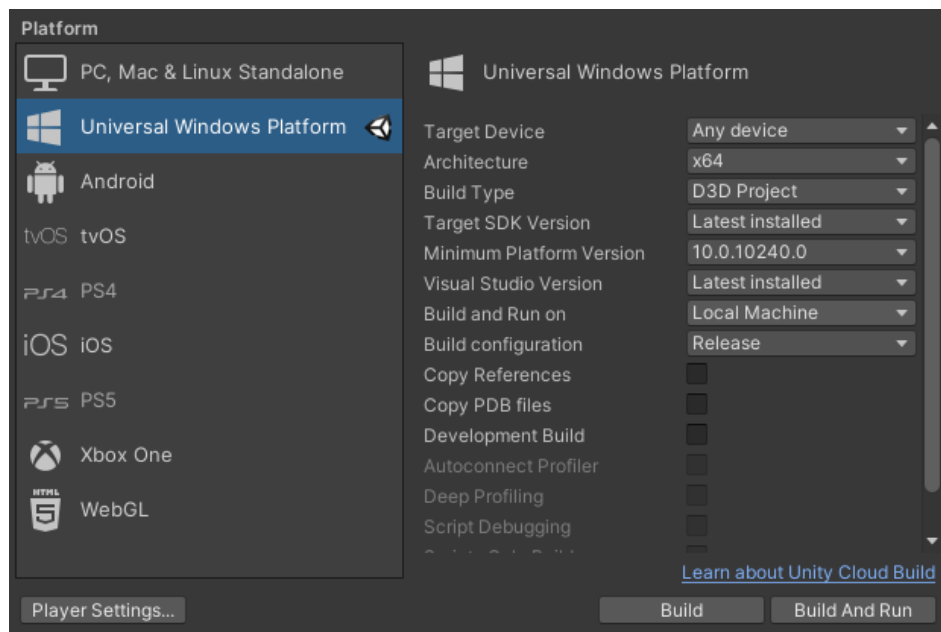 Platform
PC, Mac & Linux Standalone
Universal Windows Platform
Android
tvOS tvOS
PS4 PS4
iOS iOS
PS5 PS5
Xbox One
HTML 5 WebGL
Universal Windows Platform
Target Device Any device
Architecture x64
Build Type D3D Project
Target SDK Version Latest installed
Minimum Platform Version 10.0.10240.0
Visual Studio Version Latest installed
Build and Run on Local Machine
Build configuration Release
Copy References
Copy PDB files
Development Build
Autoconnect Profiler
Deep Profiling
Script Debugging
Learn about Unity Cloud Build
Player Settings...
Build
Build And Run